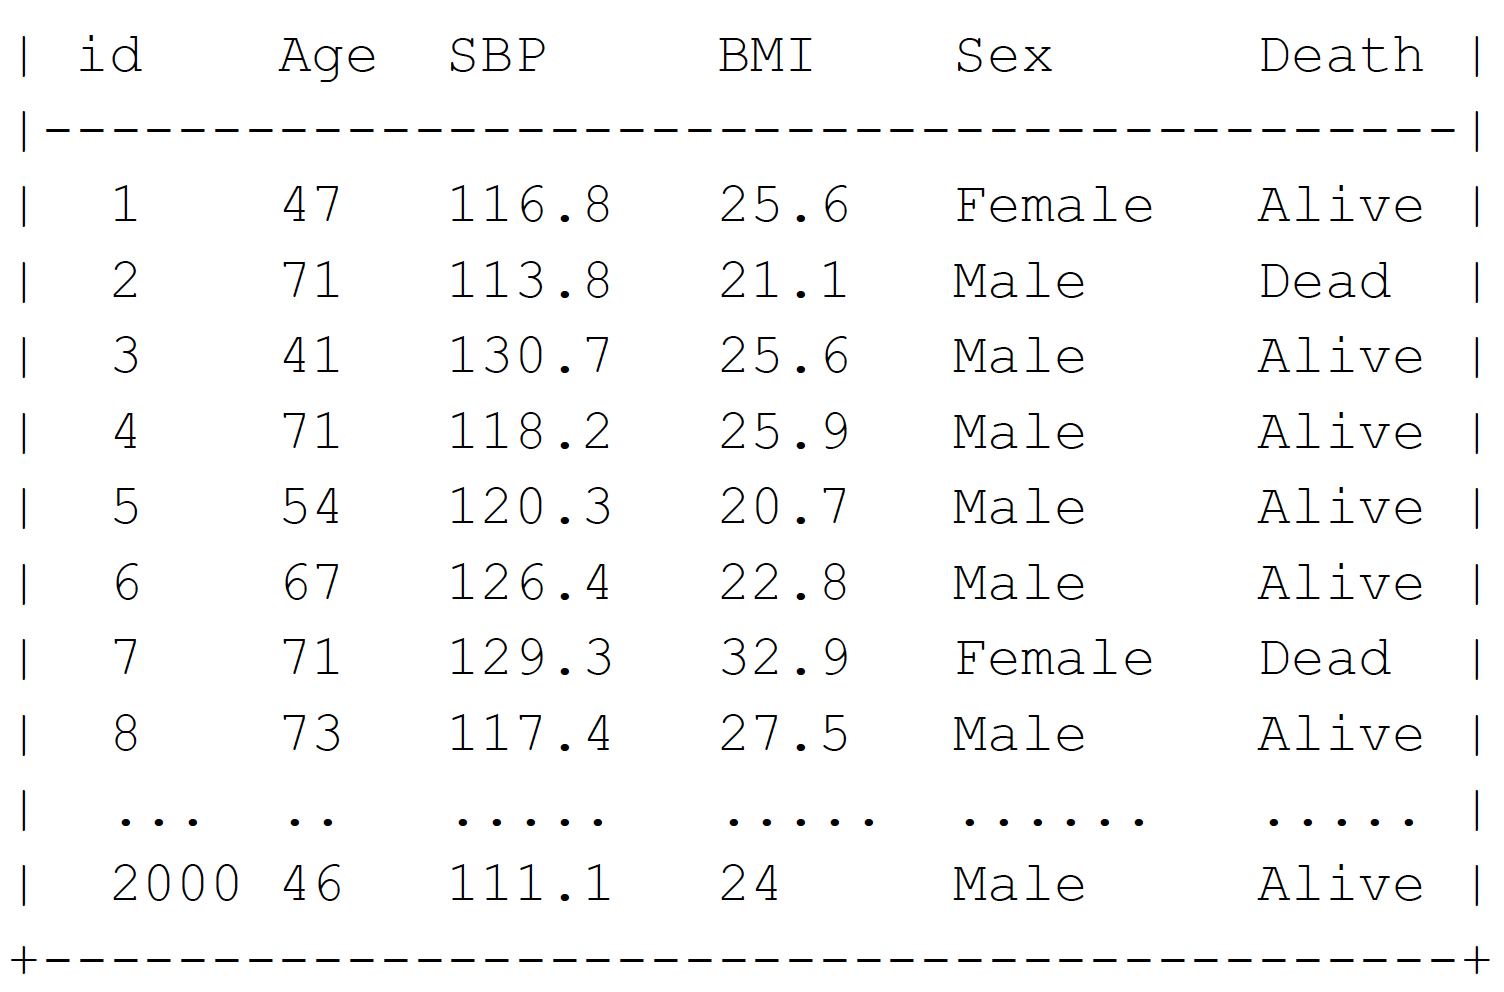 | id Age SBP BMI Sex Death |
|-------------------------------------------|
| 1 47 116.8 25.6 Female Alive |
| 2 71 113.8 21.1 Male Dead |
| 3 41 130.7 25.6 Male Alive |
| 4 71 118.2 25.9 Male Alive |
| 5 54 120.3 20.7 Male Alive |
| 6 67 126.4 22.8 Male Alive |
| 7 71 129.3 32.9 Female Dead |
| 8 73 117.4 27.5 Male Alive |
| ... .. ..... ..... ...... ..... |
| 2000 46 111.1 24 Male Alive |
+-------------------------------------------+